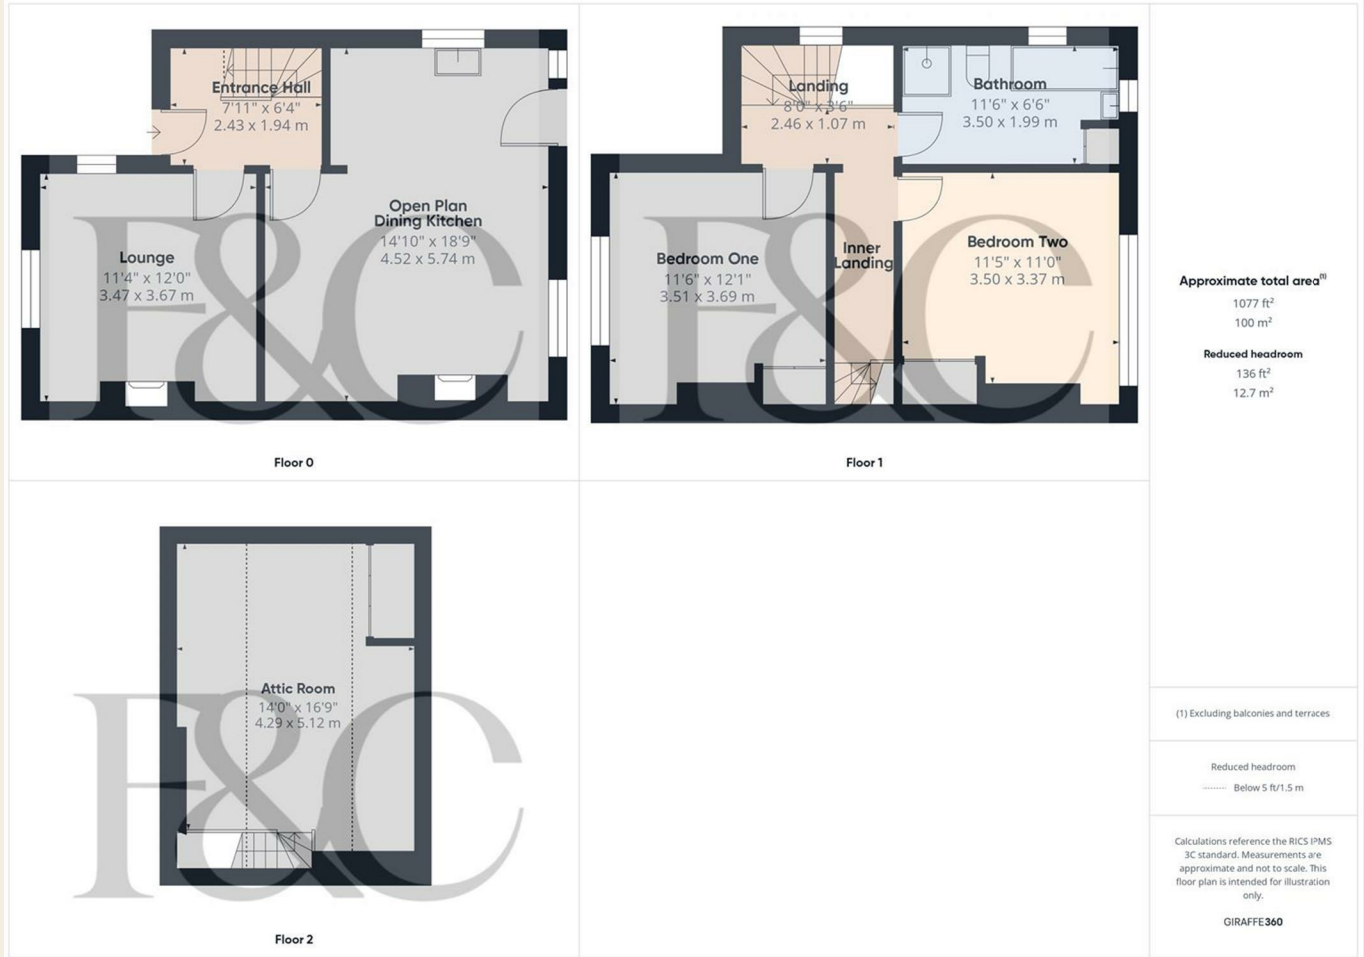 Entrance Hall
7'11" x 6'4"
2.43 x 1.94 m
Open Plan
Dining Kitchen
14'10" x 18'9"
4.52 x 5.74 m
Lounge
11'4" x 12'0"
3.47 x 3.67 m
F&C
Floor 0
Landing
8'0" x 3'6"
2.46 x 1.07 m
Bathroom
11'6" x 6'6"
3.50 x 1.99 m
Bedroom One
11'6" x 12'1"
3.51 x 3.69 m
Inner
Landing
Bedroom Two
11'5" x 11'0"
3.50 x 3.37 m
F&C
Floor 1
Attic Room
14'0" x 16'9"
4.29 x 5.12 m
F&C
Floor 2
Approximate total area(1)
1077 ft²
100 m²
Reduced headroom
136 ft²
12.7 m²
(1) Excluding balconies and terraces
Reduced headroom
Below 5 ft/1.5 m
Calculations reference the RICS IPMS
3C standard. Measurements are
approximate and not to scale. This
floor plan is intended for illustration
only.
GIRAFFE360